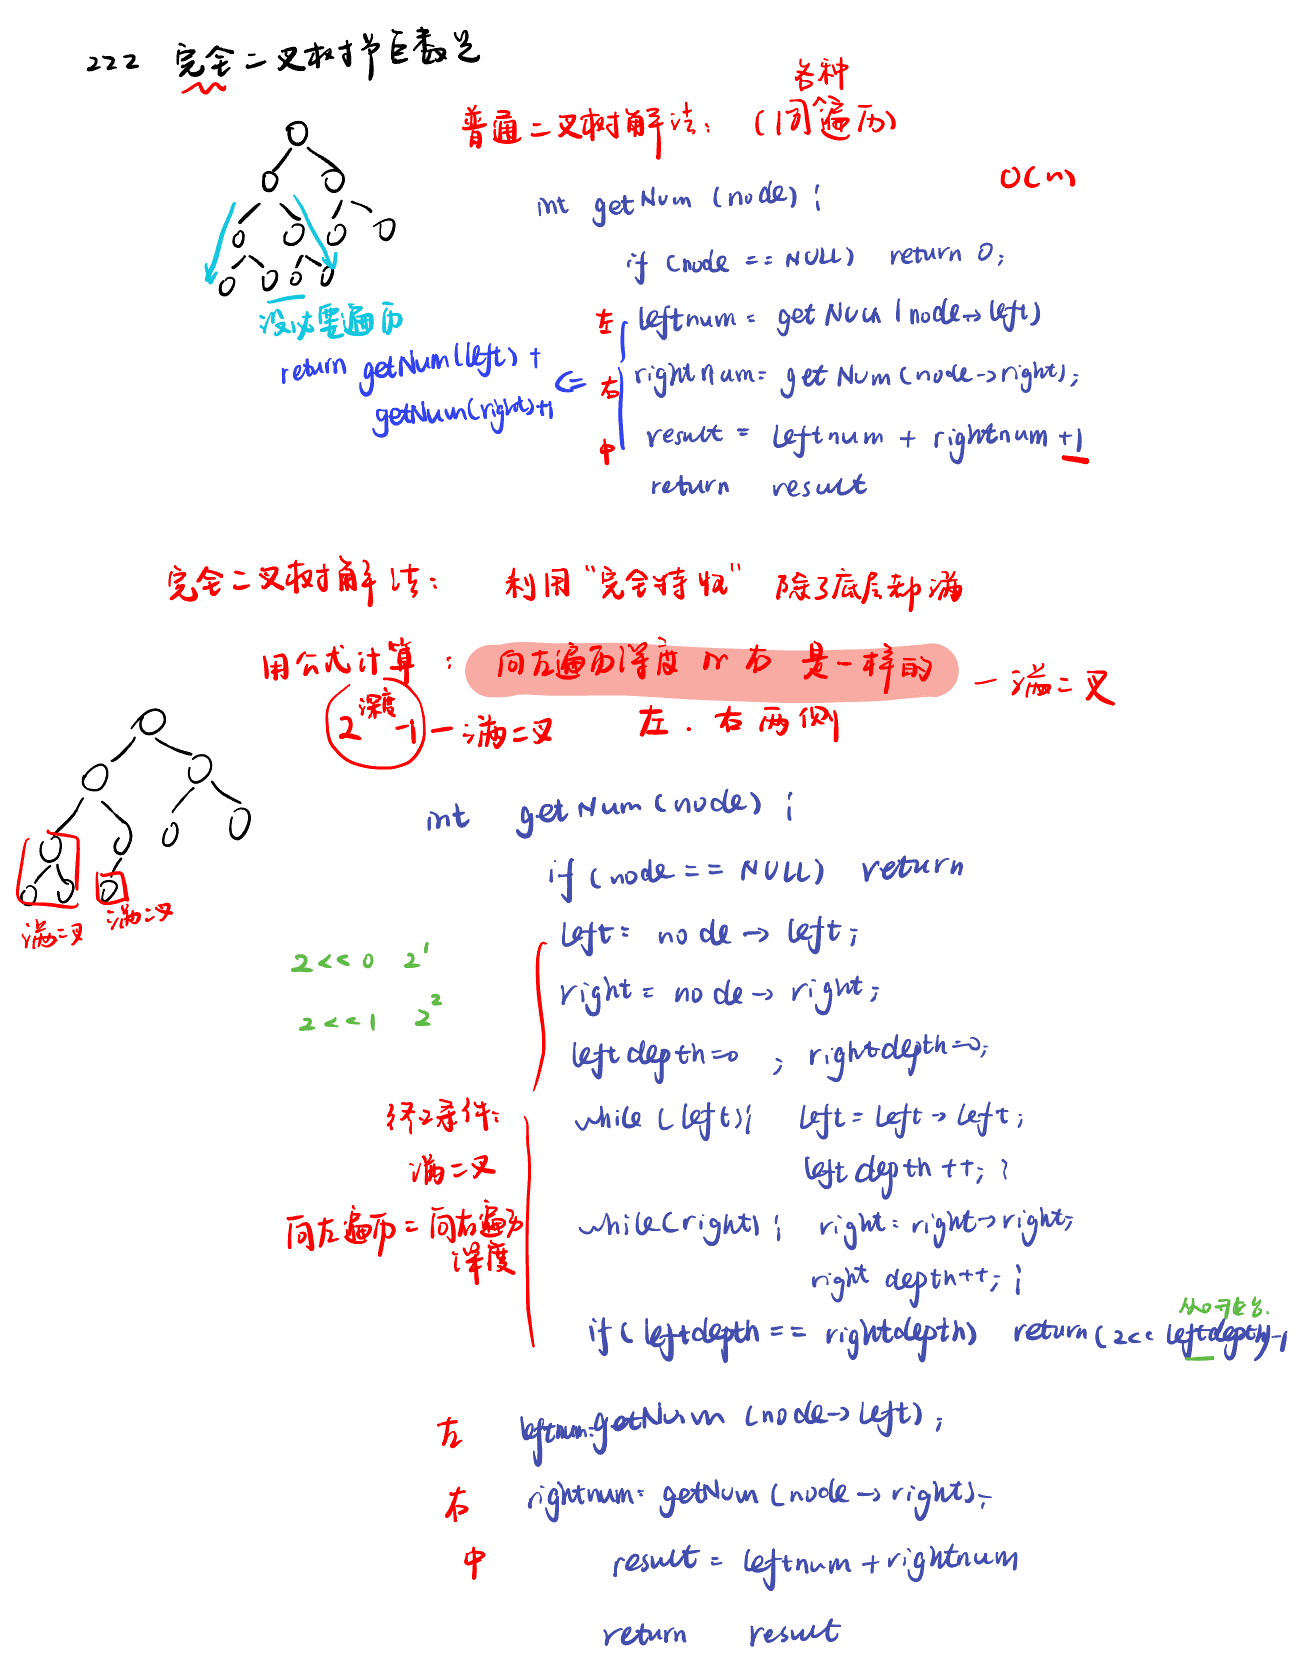 222 完全二叉树节点数总
各种
普通二叉树解法: (1阅遍历)
O(n)
int getNum (node) {
if (node == NULL) return 0;
左 leftnum = getNum (node→left)
没必要遍历
return getNum(left) +
getNum(right)+1
<= 右 rightnum = getNum(node→right);
中 result = leftnum + rightnum +1
return result
完全二叉树解法: 利用“完全特性” 除了底层都满
用公式计算: 向左遍历深度 n 右 是一样的 一满二叉
2^深度 -1 一满二叉 左. 右两侧
int getNum(node) {
if (node == NULL) return
满二叉 满二叉
left = node → left;
2<<0 2^1
right = node → right;
2<<1 2^2
leftdepth=0 ; rightdepth=0;
终止条件: while (left){ left = left → left;
满二叉 leftdepth ++; }
向左遍历 = 向右遍历 while(right) { right = right→right;
深度 rightdepth++; }
从0开始.
if( leftdepth == rightdepth) return(2<< leftdepth)-1
左 leftnum=getNum (node→left);
右 rightnum= getNum (node→right);
中 result = leftnum + rightnum
return result